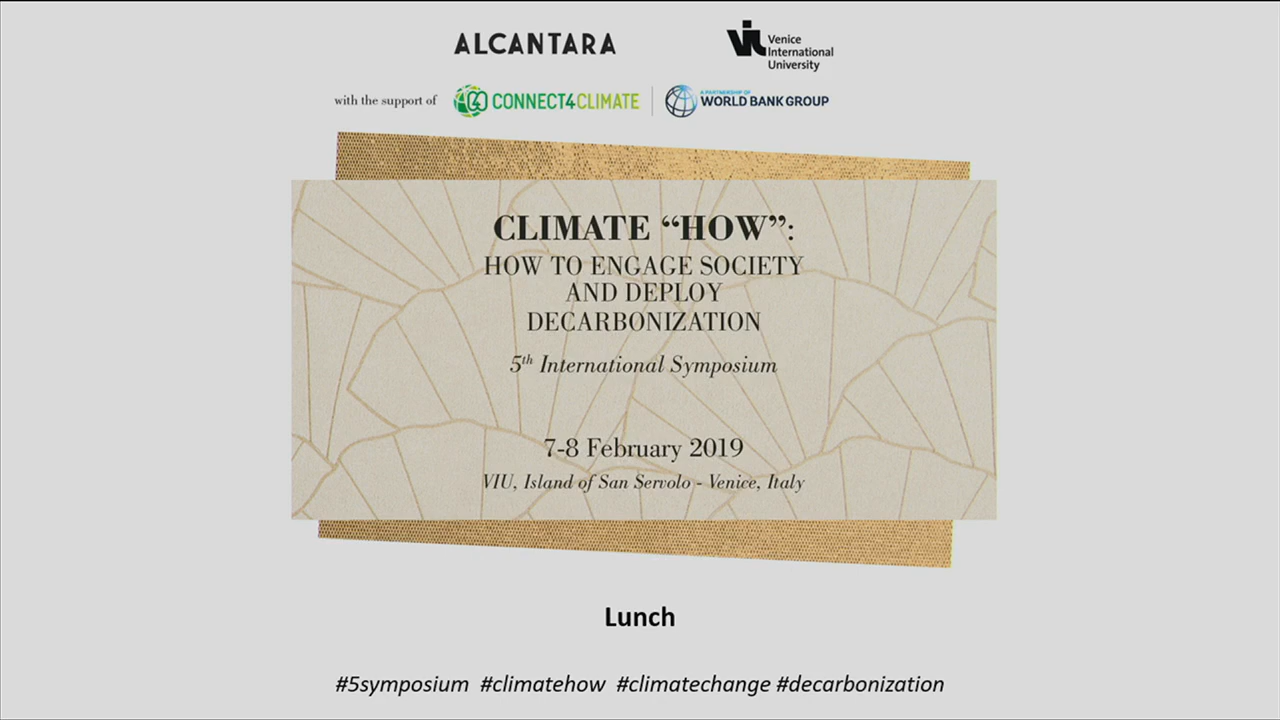 ALCANTARA
Venice
International
University
with the support of
CONNECT4CLIMATE
A PARTNERSHIP OF
WORLD BANK GROUP
CLIMATE “HOW”:
HOW TO ENGAGE SOCIETY
AND DEPLOY
DECARBONIZATION
5th International Symposium
7-8 February 2019
VIU, Island of San Servolo - Venice, Italy
Lunch
#5symposium #climatehow #climatechange #decarbonization